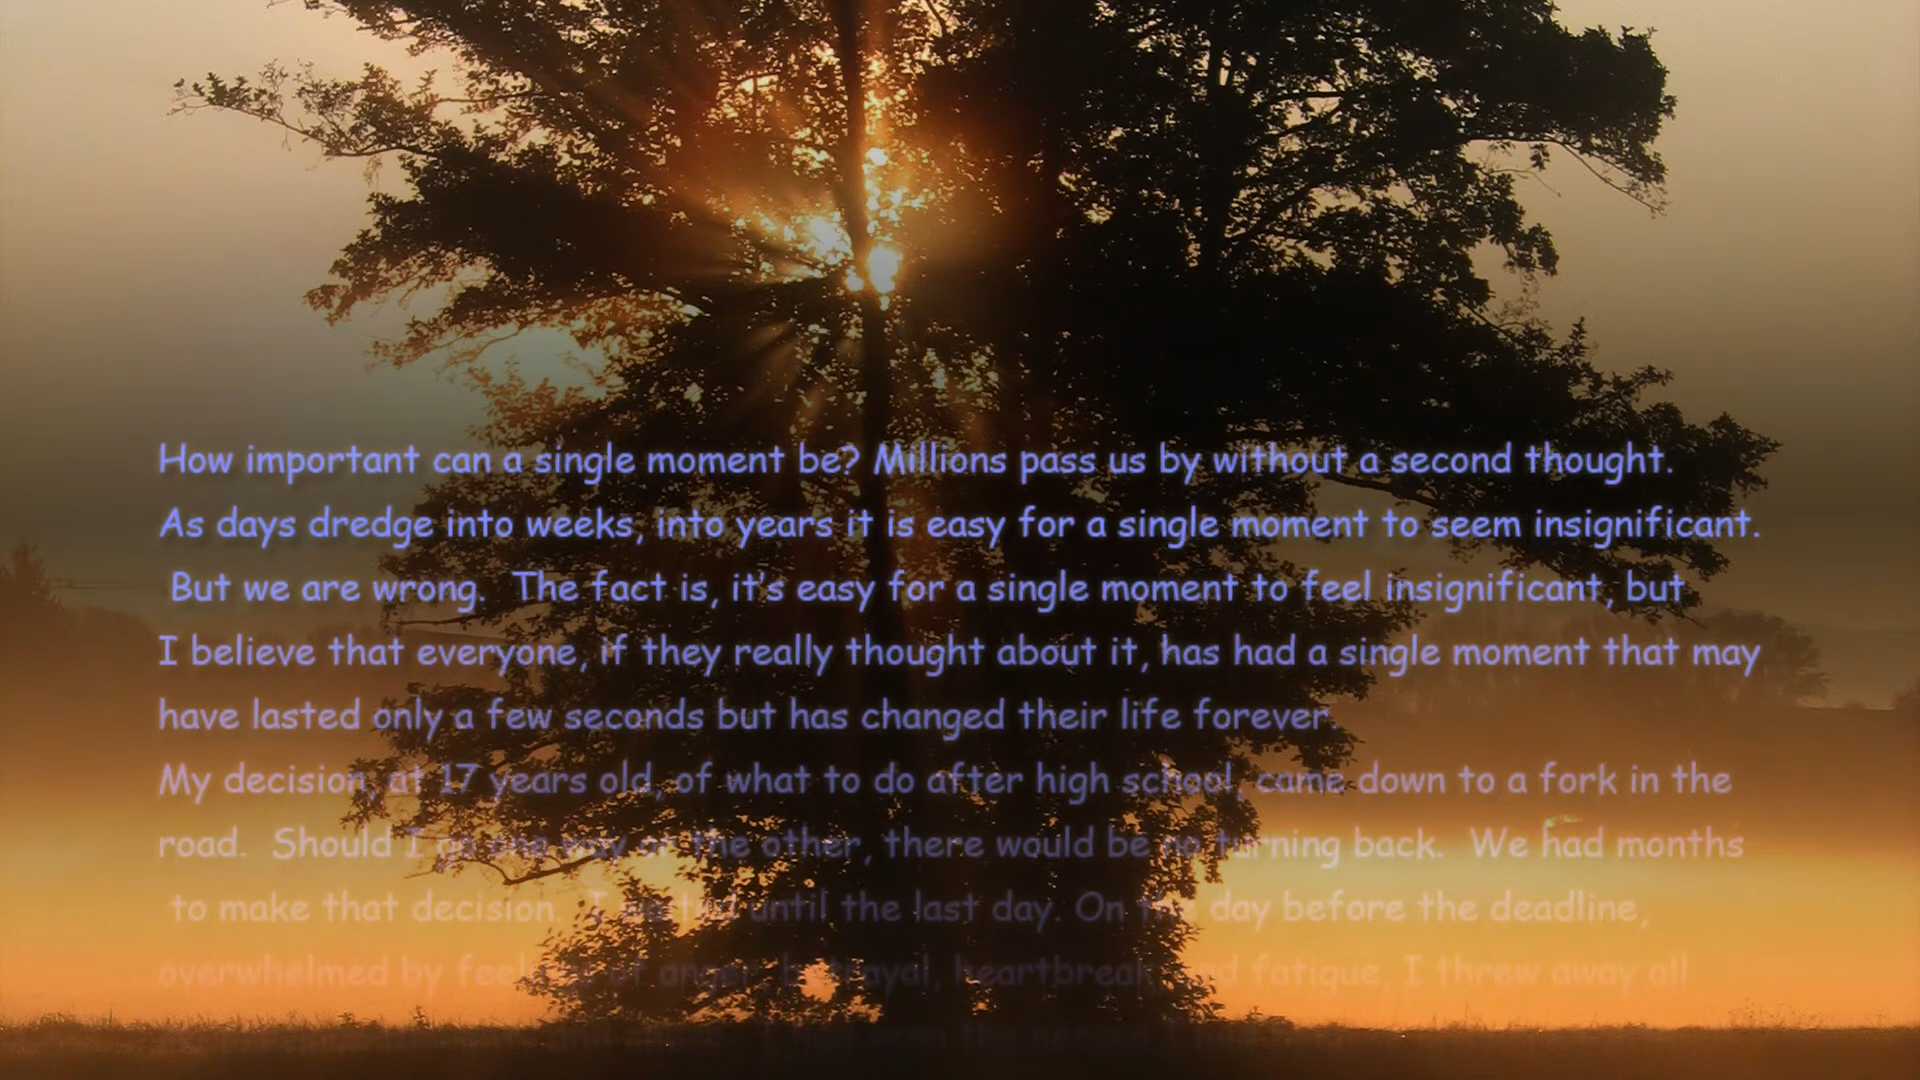 How important can a single moment be? Millions pass us by without a second thought.
As days dredge into weeks, into years it is easy for a single moment to seem insignificant.
But we are wrong.  The fact is, it's easy for a single moment to feel insignificant, but
I believe that everyone, if they really thought about it, has had a single moment that may
have lasted only a few seconds but has changed their life forever.
My decision, at 17 years old, of what to do after high school, came down to a fork in the
road.  Should I go one way or the other, there would be no turning back.  We had months
to make that decision.  I until the last day. On the day before the deadline,
overwhelmed by feelings of anger, betrayal, heartbreak, and fatigue, I threw away all